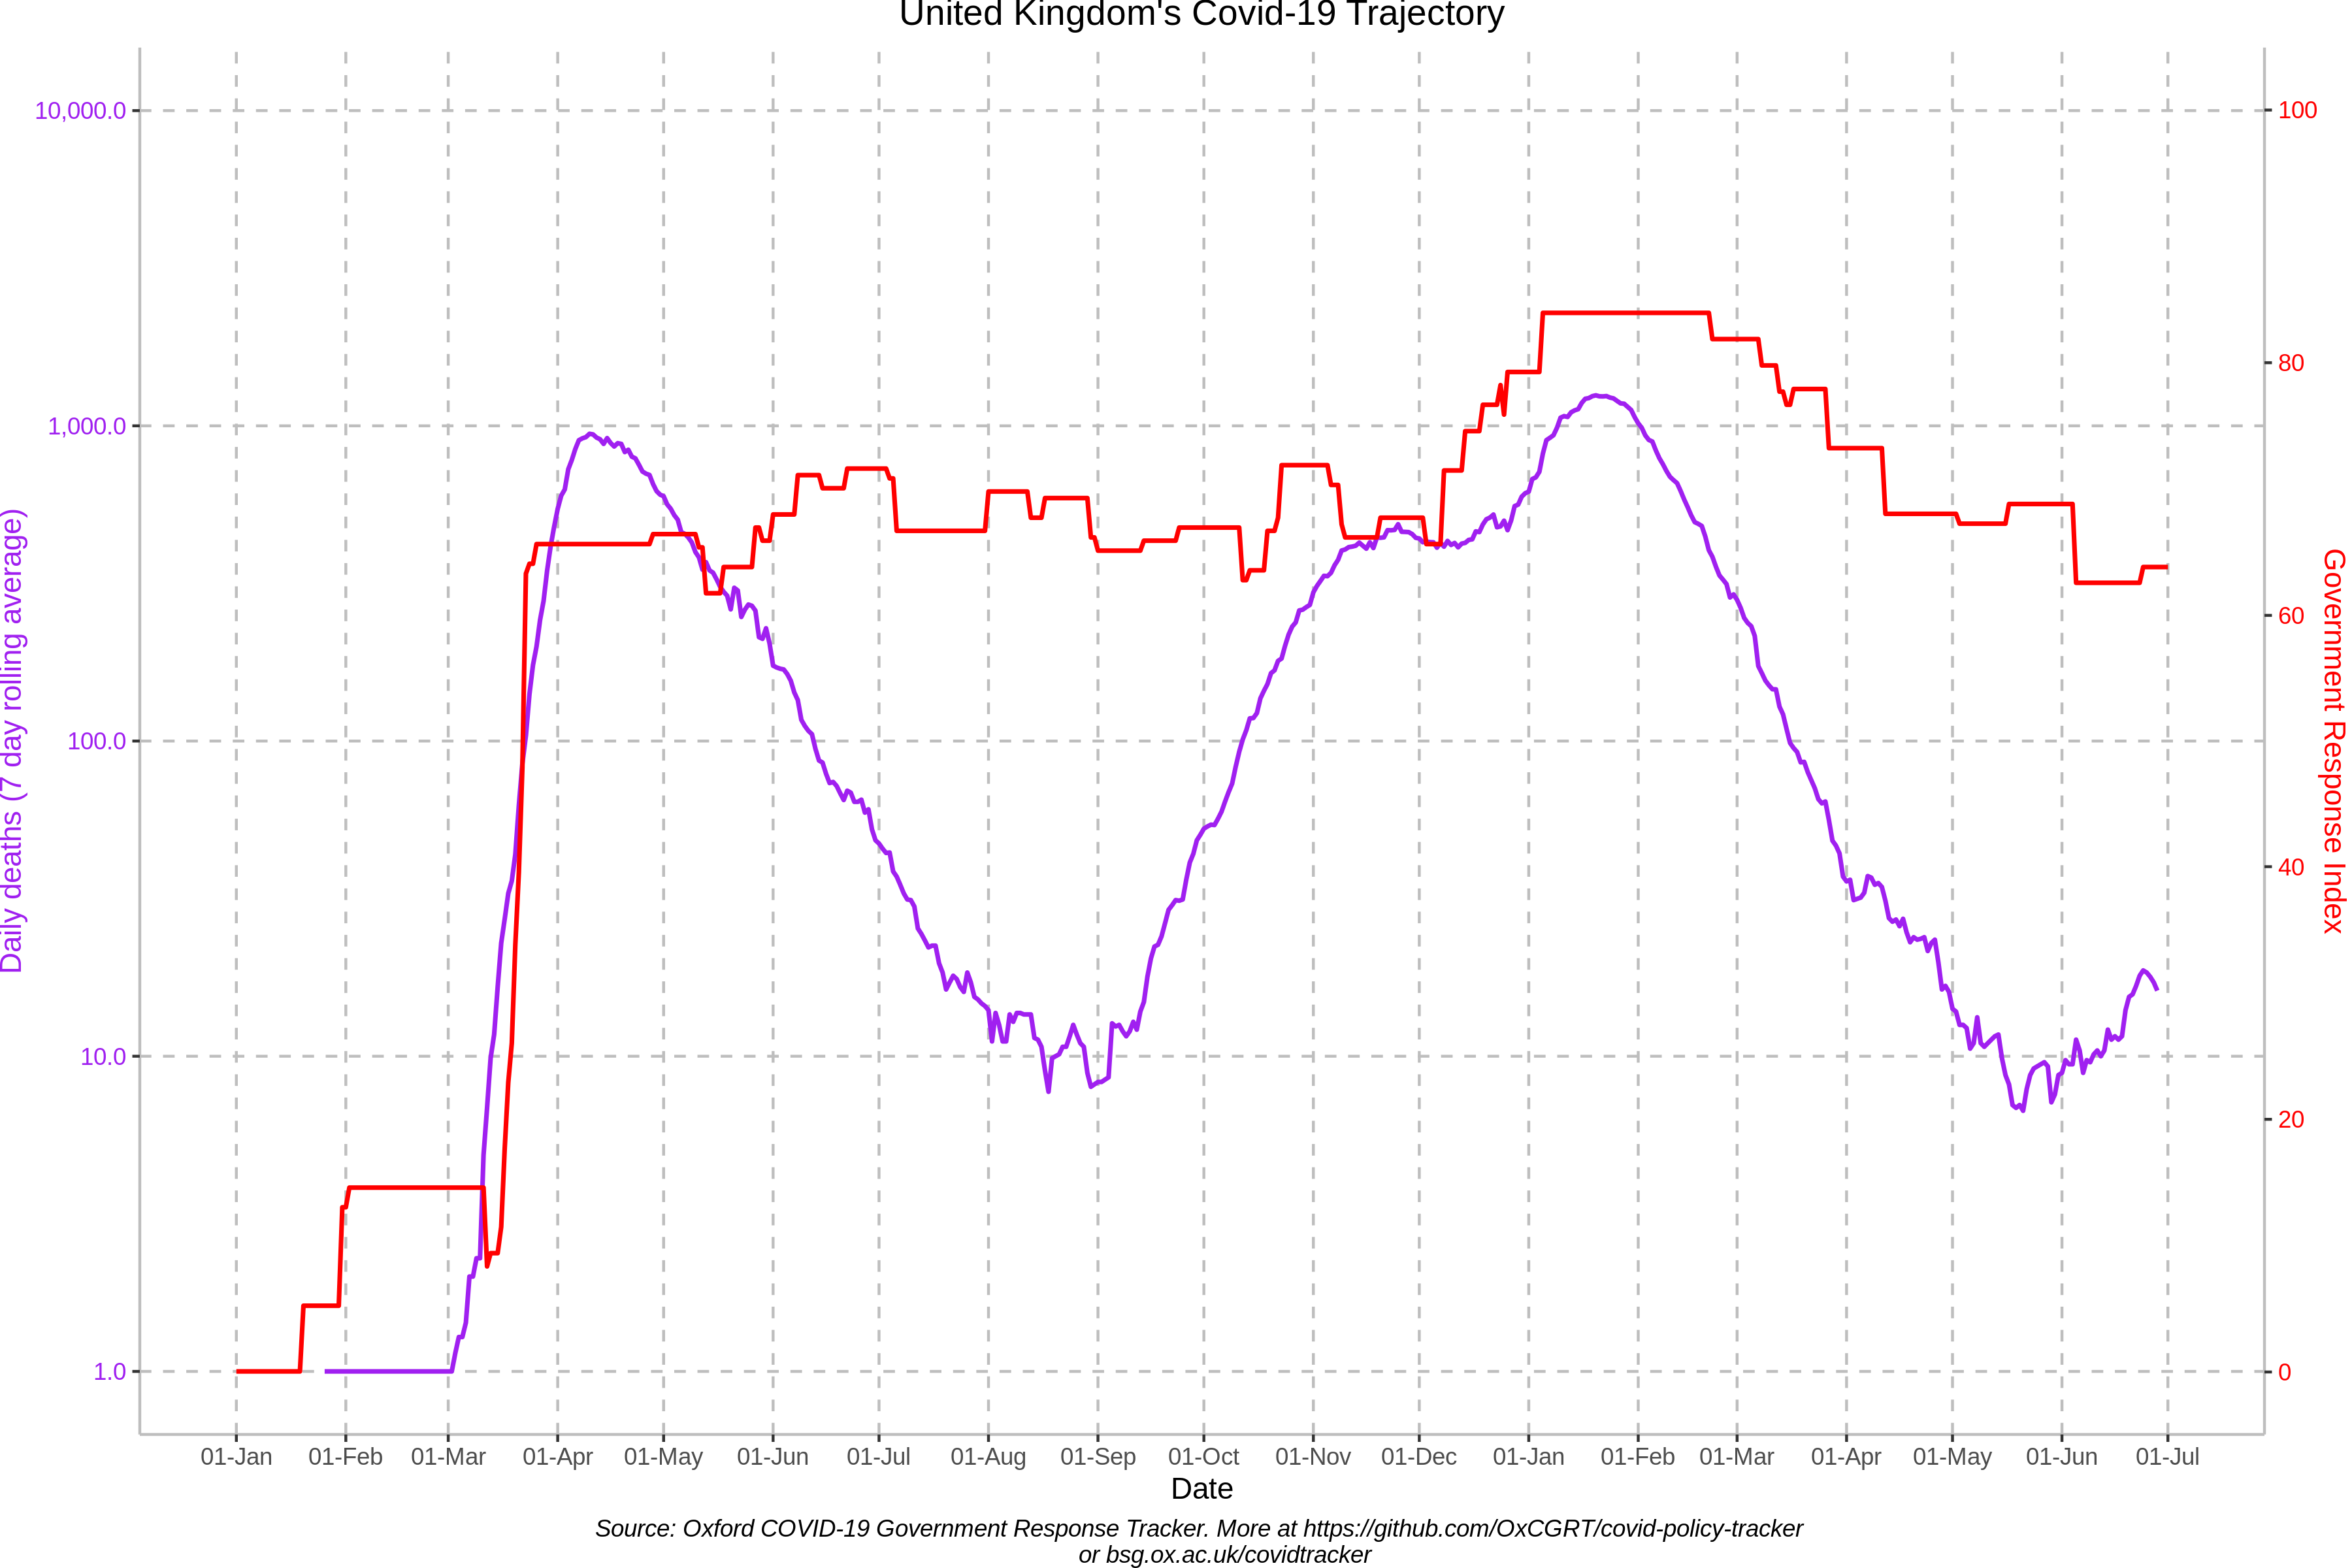 United Kingdom's Covid-19 Trajectory
10,000.0
1,000.0
100.0
10.0
1.0
Daily deaths (7 day rolling average)
100
80
60
40
20
0
Government Response Index
01-Jan 01-Feb 01-Mar 01-Apr 01-May 01-Jun 01-Jul 01-Aug 01-Sep 01-Oct 01-Nov 01-Dec 01-Jan 01-Feb 01-Mar 01-Apr 01-May 01-Jun 01-Jul
Date
Source: Oxford COVID-19 Government Response Tracker. More at https://github.com/OxCGRT/covid-policy-tracker
or bsg.ox.ac.uk/covidtracker